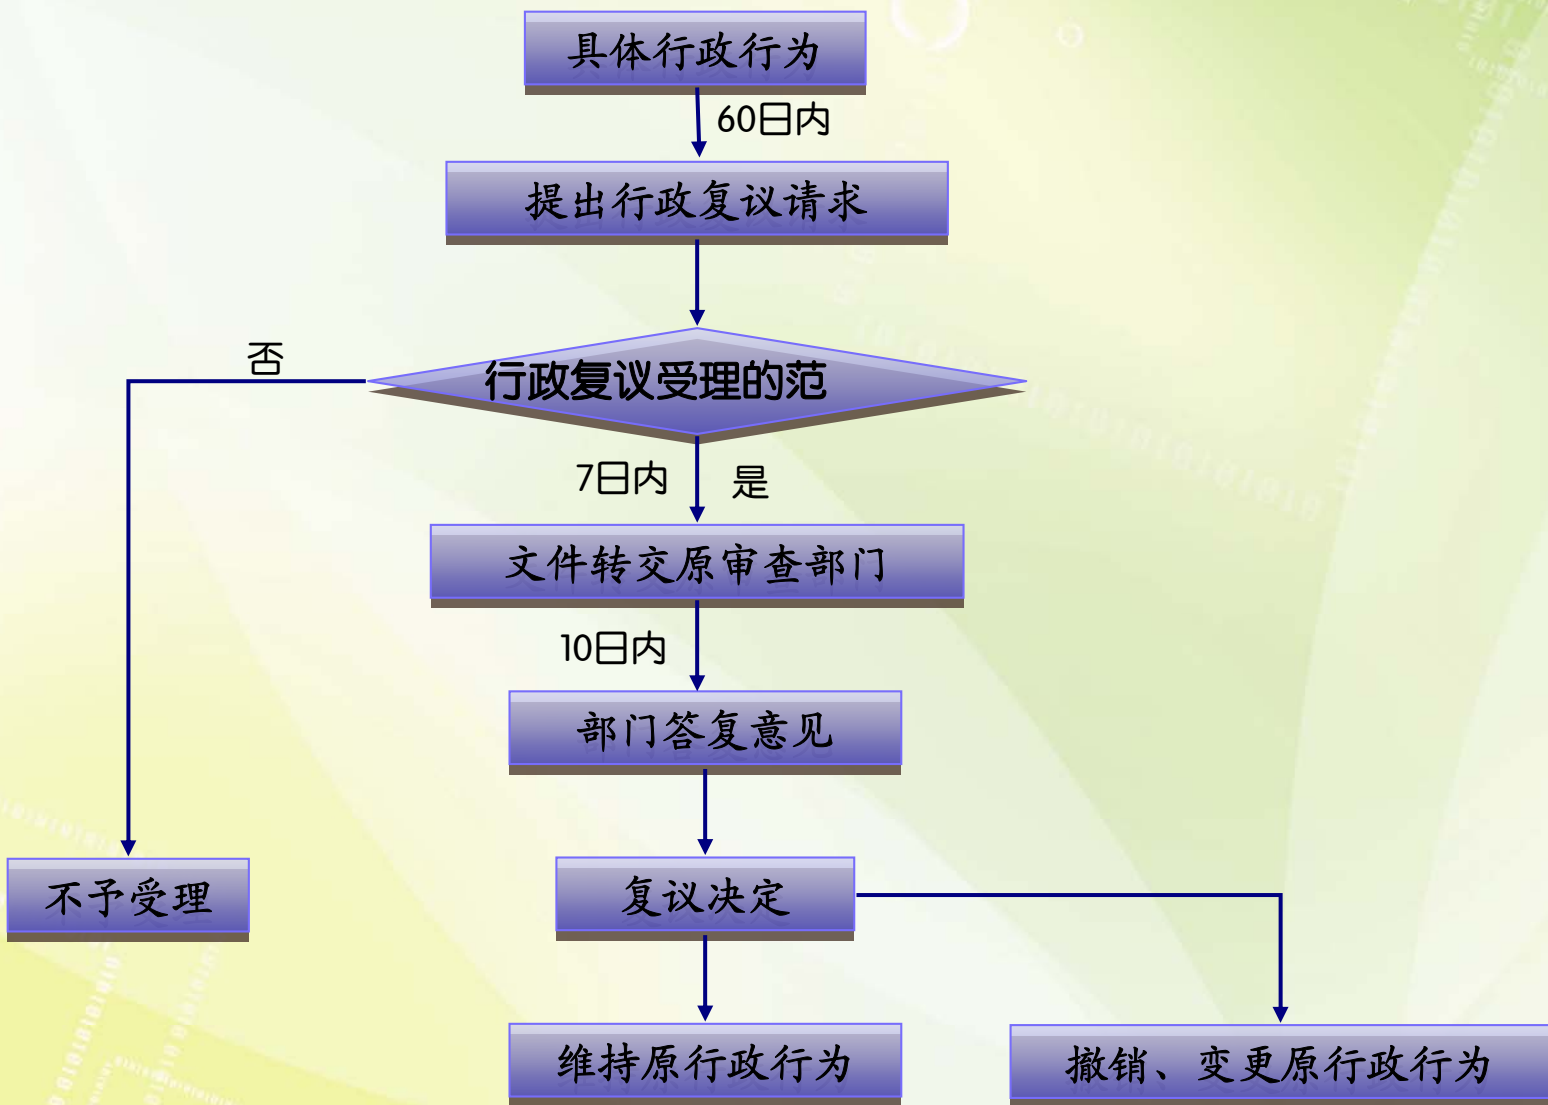 具体行政行为
60日内
提出行政复议请求
否
行政复议受理的范
7日内
是
文件转交原审查部门
10日内
部门答复意见
不予受理
复议决定
维持原行政行为
撤销、变更原行政行为